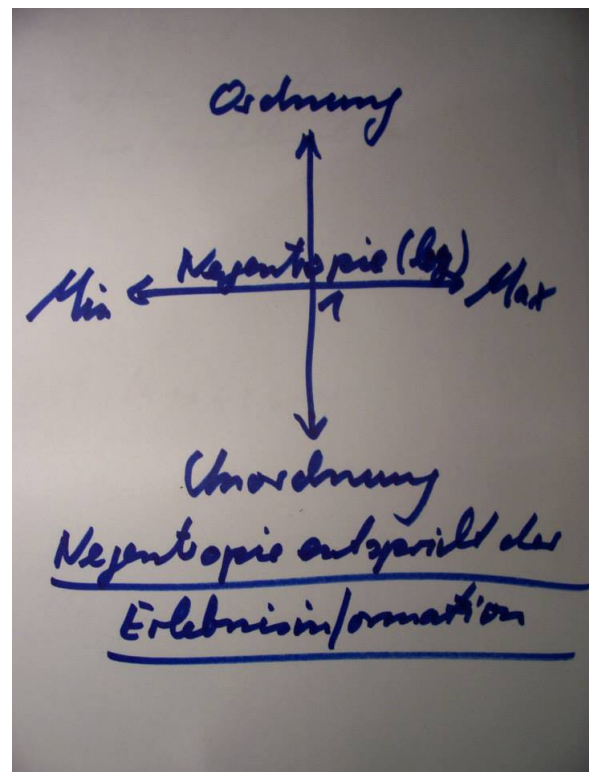 Ordnung
Negentropie (log)
Min Max
1
Unordnung
Negentropie entspricht der
Erlebnisinformation